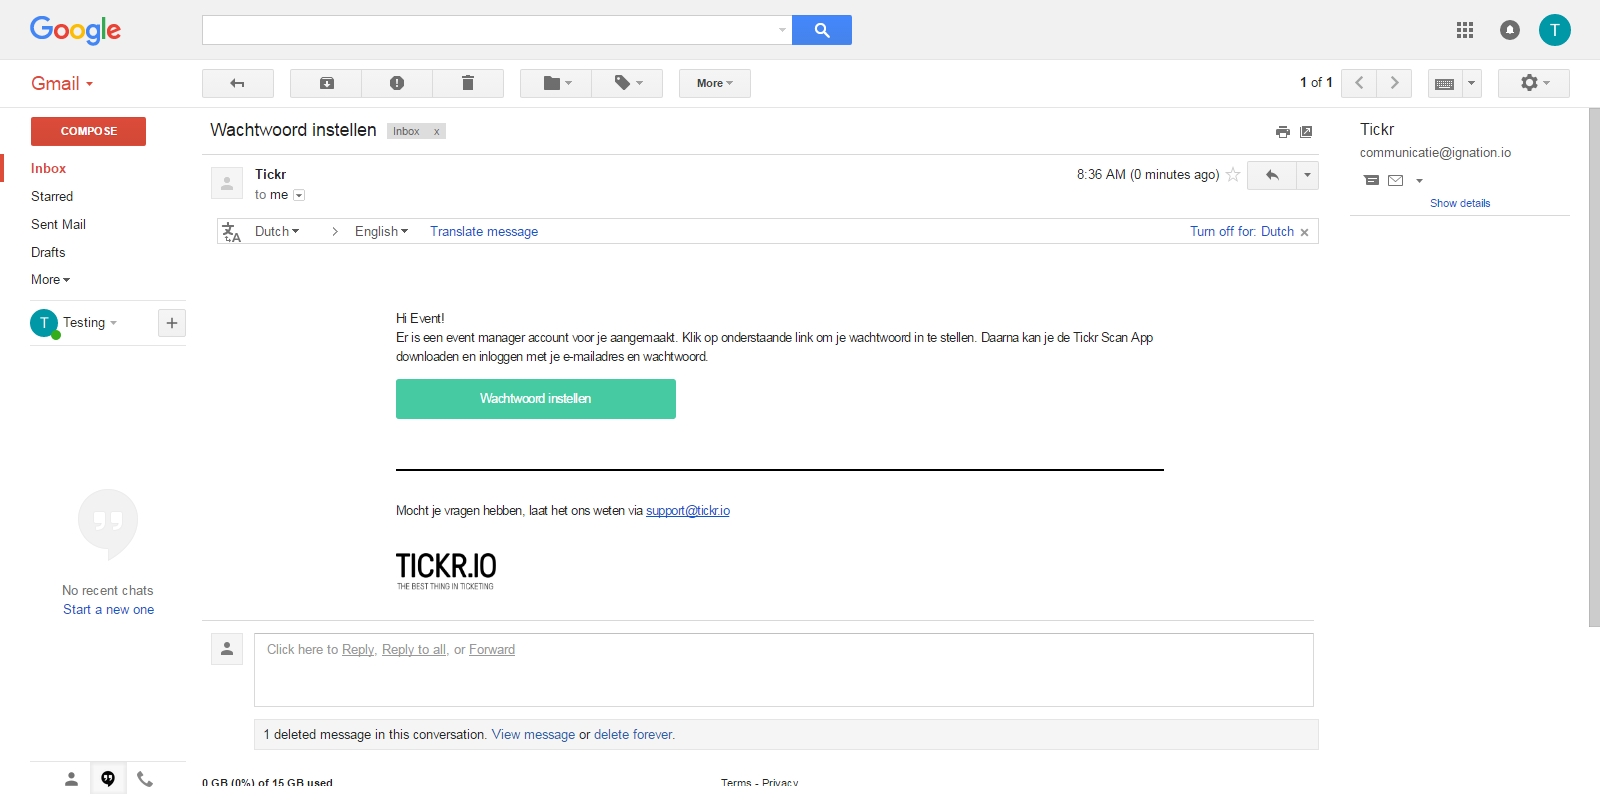 Google
T
Gmail
More
1 of 1
COMPOSE
Inbox
Starred
Sent Mail
Drafts
More
T
Testing
No recent chats
Start a new one
Wachtwoord instellen
Inbox x
Tickr
to me
8:36 AM (0 minutes ago)
文A
Dutch
English
Translate message
Turn off for: Dutch
Hi Event!
Er is een event manager account voor je aangemaakt. Klik op onderstaande link om je wachtwoord in te stellen. Daarna kan je de Tickr Scan App
downloaden en inloggen met je e-mailadres en wachtwoord.
Wachtwoord instellen
Mocht je vragen hebben, laat het ons weten via support@tickr.io
TICKR.IO
THE BEST THING IN TICKETING
Click here to Reply, Reply to all, or Forward
1 deleted message in this conversation. View message or delete forever.
0 GB (0%) of 15 GB used
Terms - Privacy
Tickr
communicatie@ignation.io
Show details